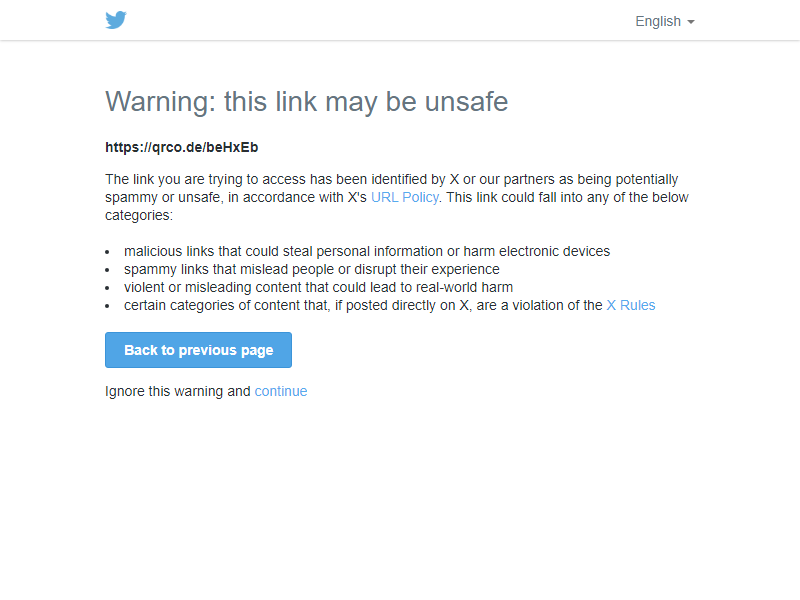 English
Warning: this link may be unsafe
https://qrco.de/beHxEb
The link you are trying to access has been identified by X or our partners as being potentially
spammy or unsafe, in accordance with X's URL Policy. This link could fall into any of the below
categories:
malicious links that could steal personal information or harm electronic devices
spammy links that mislead people or disrupt their experience
violent or misleading content that could lead to real-world harm
certain categories of content that, if posted directly on X, are a violation of the X Rules
Back to previous page
Ignore this warning and continue